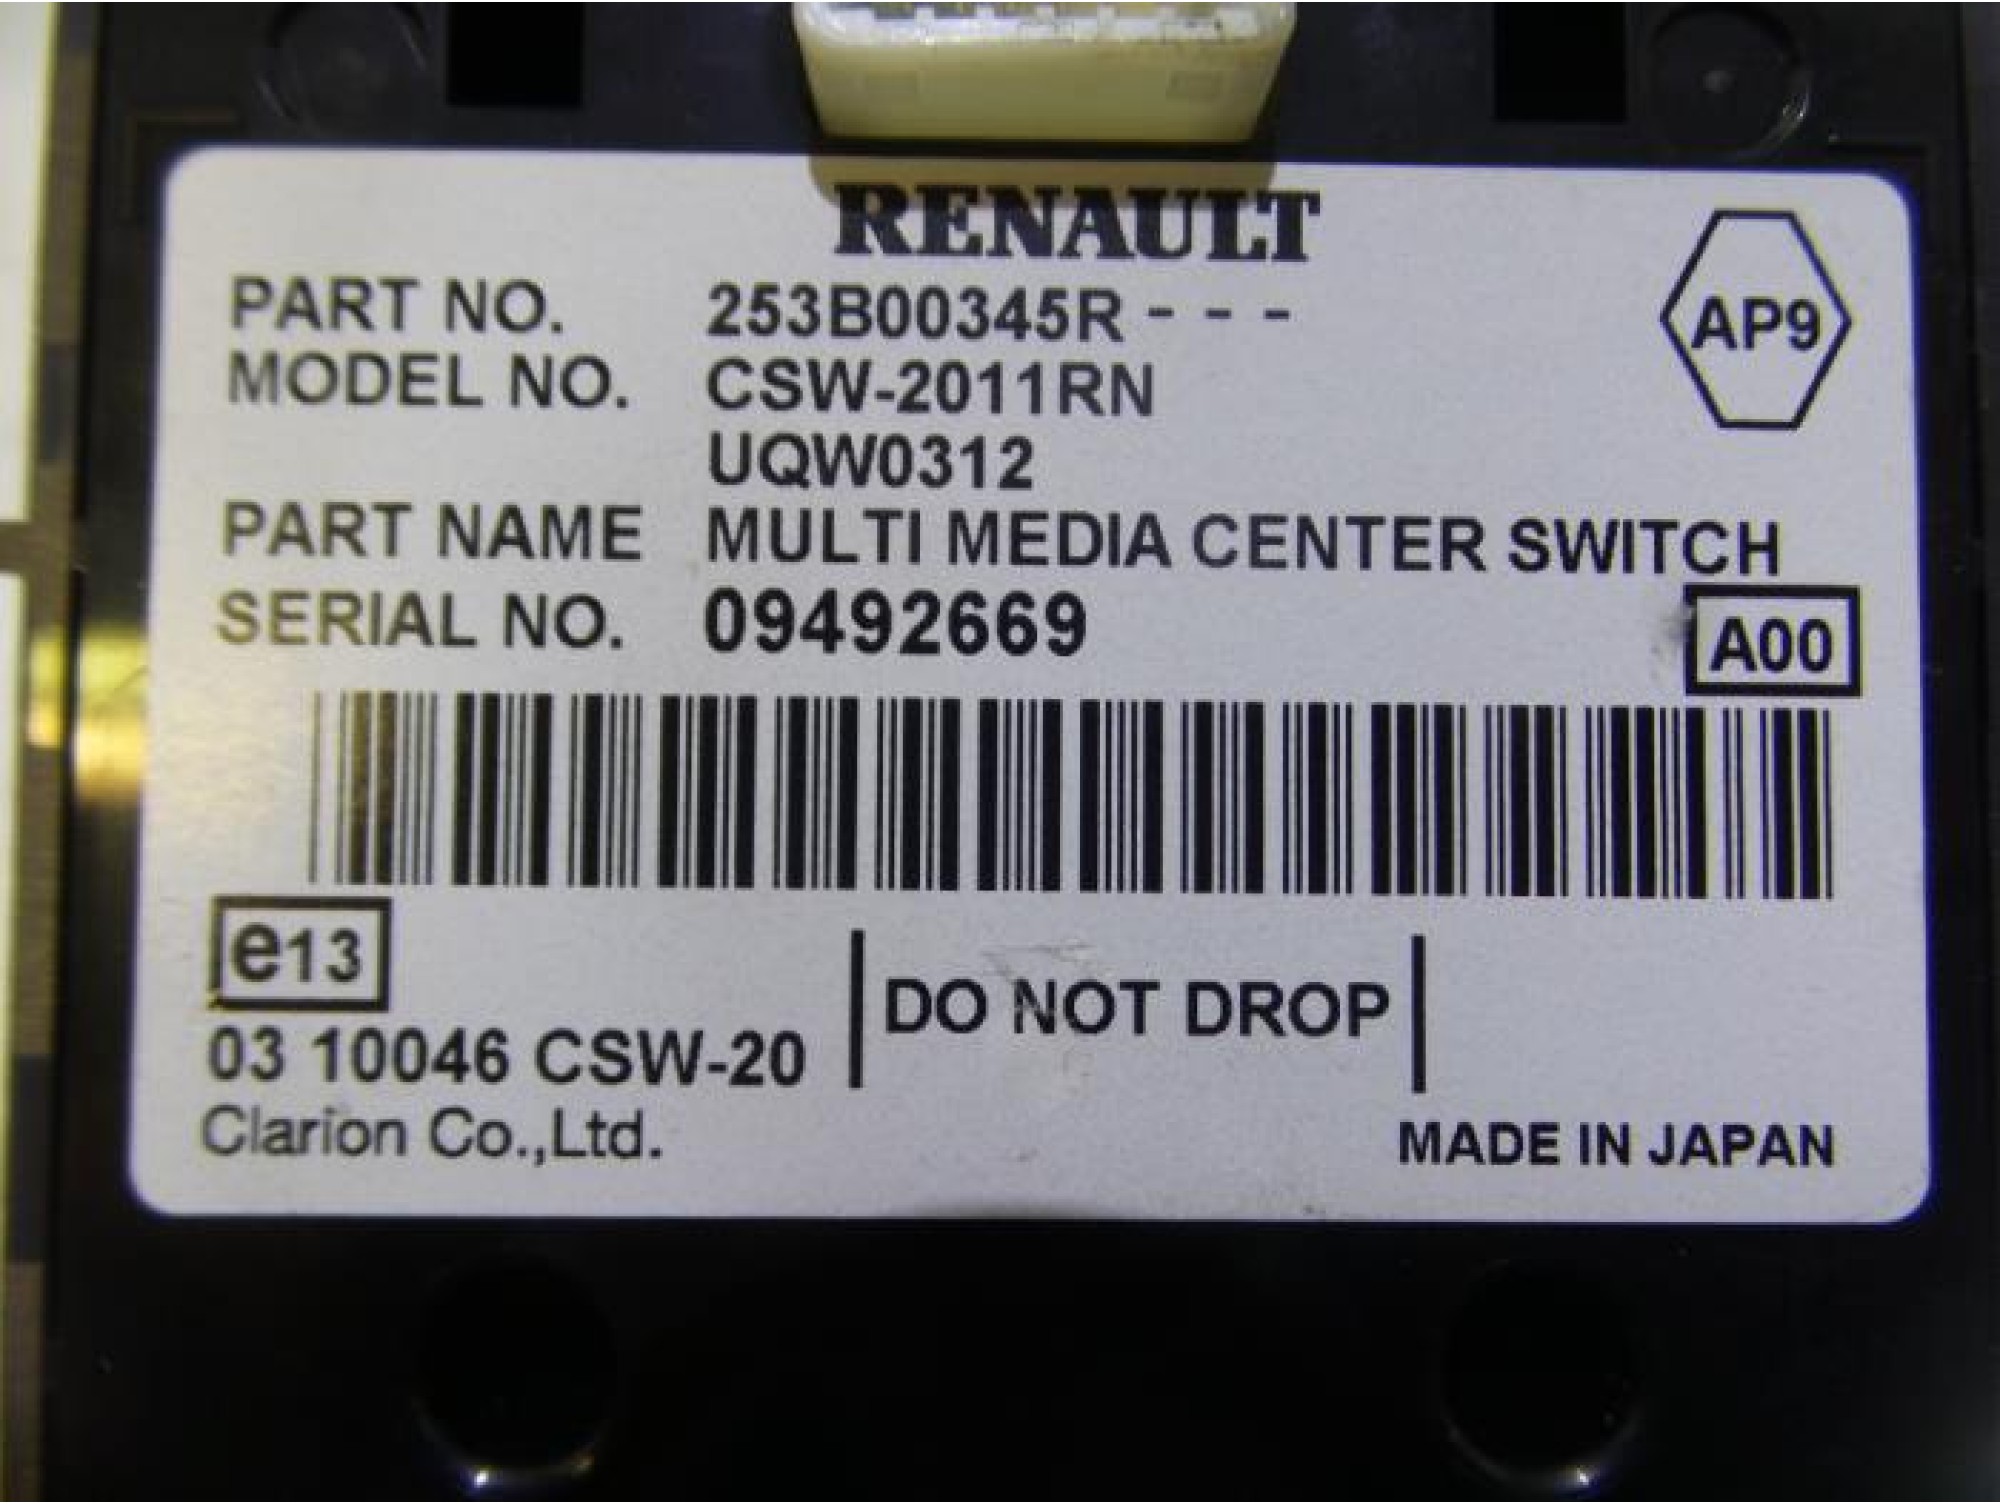 RENAULT
PART NO. 253B00345R - - -
AP9
MODEL NO. CSW-2011RN
UQW0312
PART NAME MULTI MEDIA CENTER SWITCH
SERIAL NO. 09492669
A00
e13
DO NOT DROP
03 10046 CSW-20
Clarion Co.,Ltd.
MADE IN JAPAN